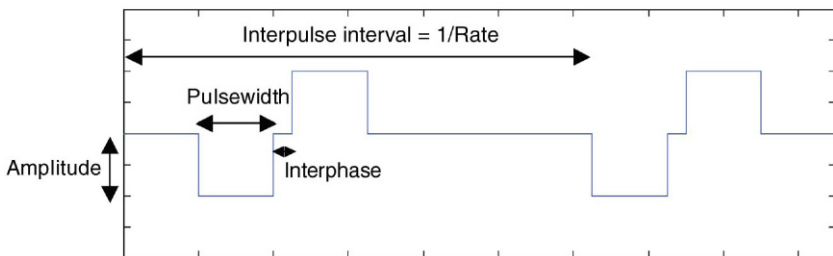 Interpulse interval = 1/Rate
Pulsewidth
Amplitude
Interphase